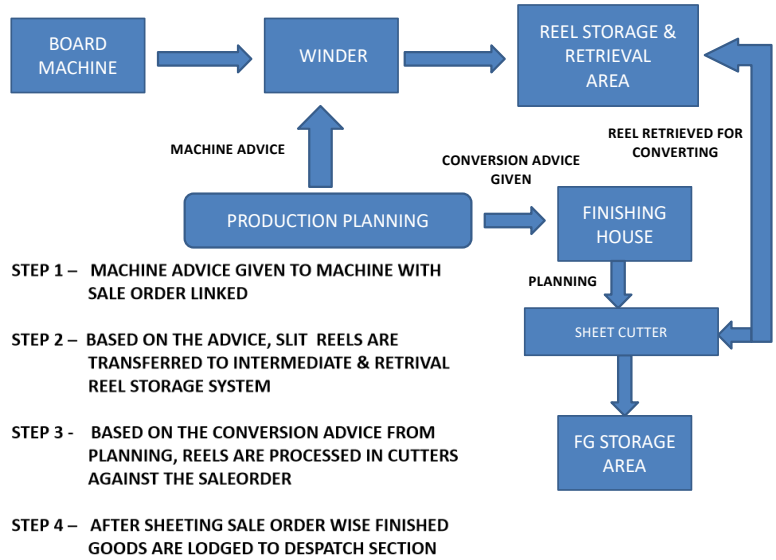 BOARD
MACHINE
WINDER
REEL STORAGE &
RETRIEVAL
AREA
MACHINE ADVICE
REEL RETRIEVED FOR
CONVERTING
CONVERSION ADVICE
GIVEN
PRODUCTION PLANNING
FINISHING
HOUSE
PLANNING
SHEET CUTTER
FG STORAGE
AREA
STEP 1 – MACHINE ADVICE GIVEN TO MACHINE WITH
SALE ORDER LINKED
STEP 2 – BASED ON THE ADVICE, SLIT REELS ARE
TRANSFERRED TO INTERMEDIATE & RETRIVAL
REEL STORAGE SYSTEM
STEP 3 - BASED ON THE CONVERSION ADVICE FROM
PLANNING, REELS ARE PROCESSED IN CUTTERS
AGAINST THE SALEORDER
STEP 4 – AFTER SHEETING SALE ORDER WISE FINISHED
GOODS ARE LODGED TO DESPATCH SECTION